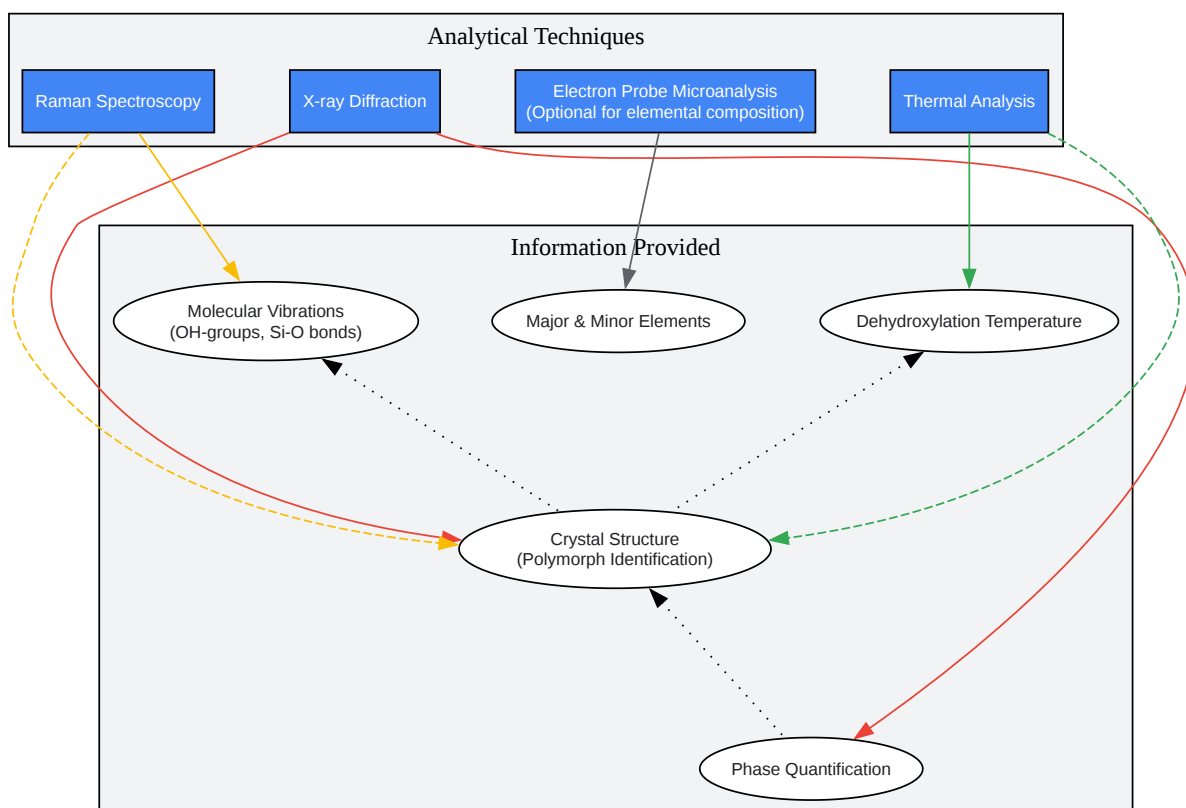 Analytical Techniques
Raman Spectroscopy
X-ray Diffraction
Electron Probe Microanalysis
(Optional for elemental composition)
Thermal Analysis
Information Provided
Molecular Vibrations
(OH-groups, Si-O bonds)
Major & Minor Elements
Dehydroxylation Temperature
Crystal Structure
(Polymorph Identification)
Phase Quantification